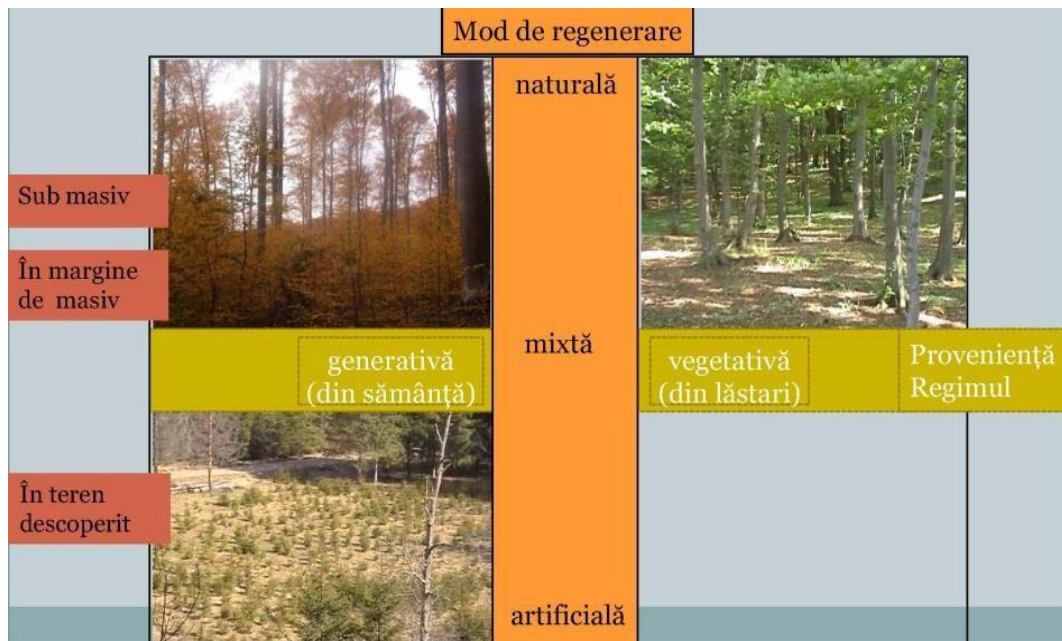 Mod de regenerare
naturală
Sub masiv
În margine
de masiv
mixtă
generativă
(din sămânță)
vegetativă
(din lăstari)
Proveniență
Regimul
În teren
descoperit
artificială